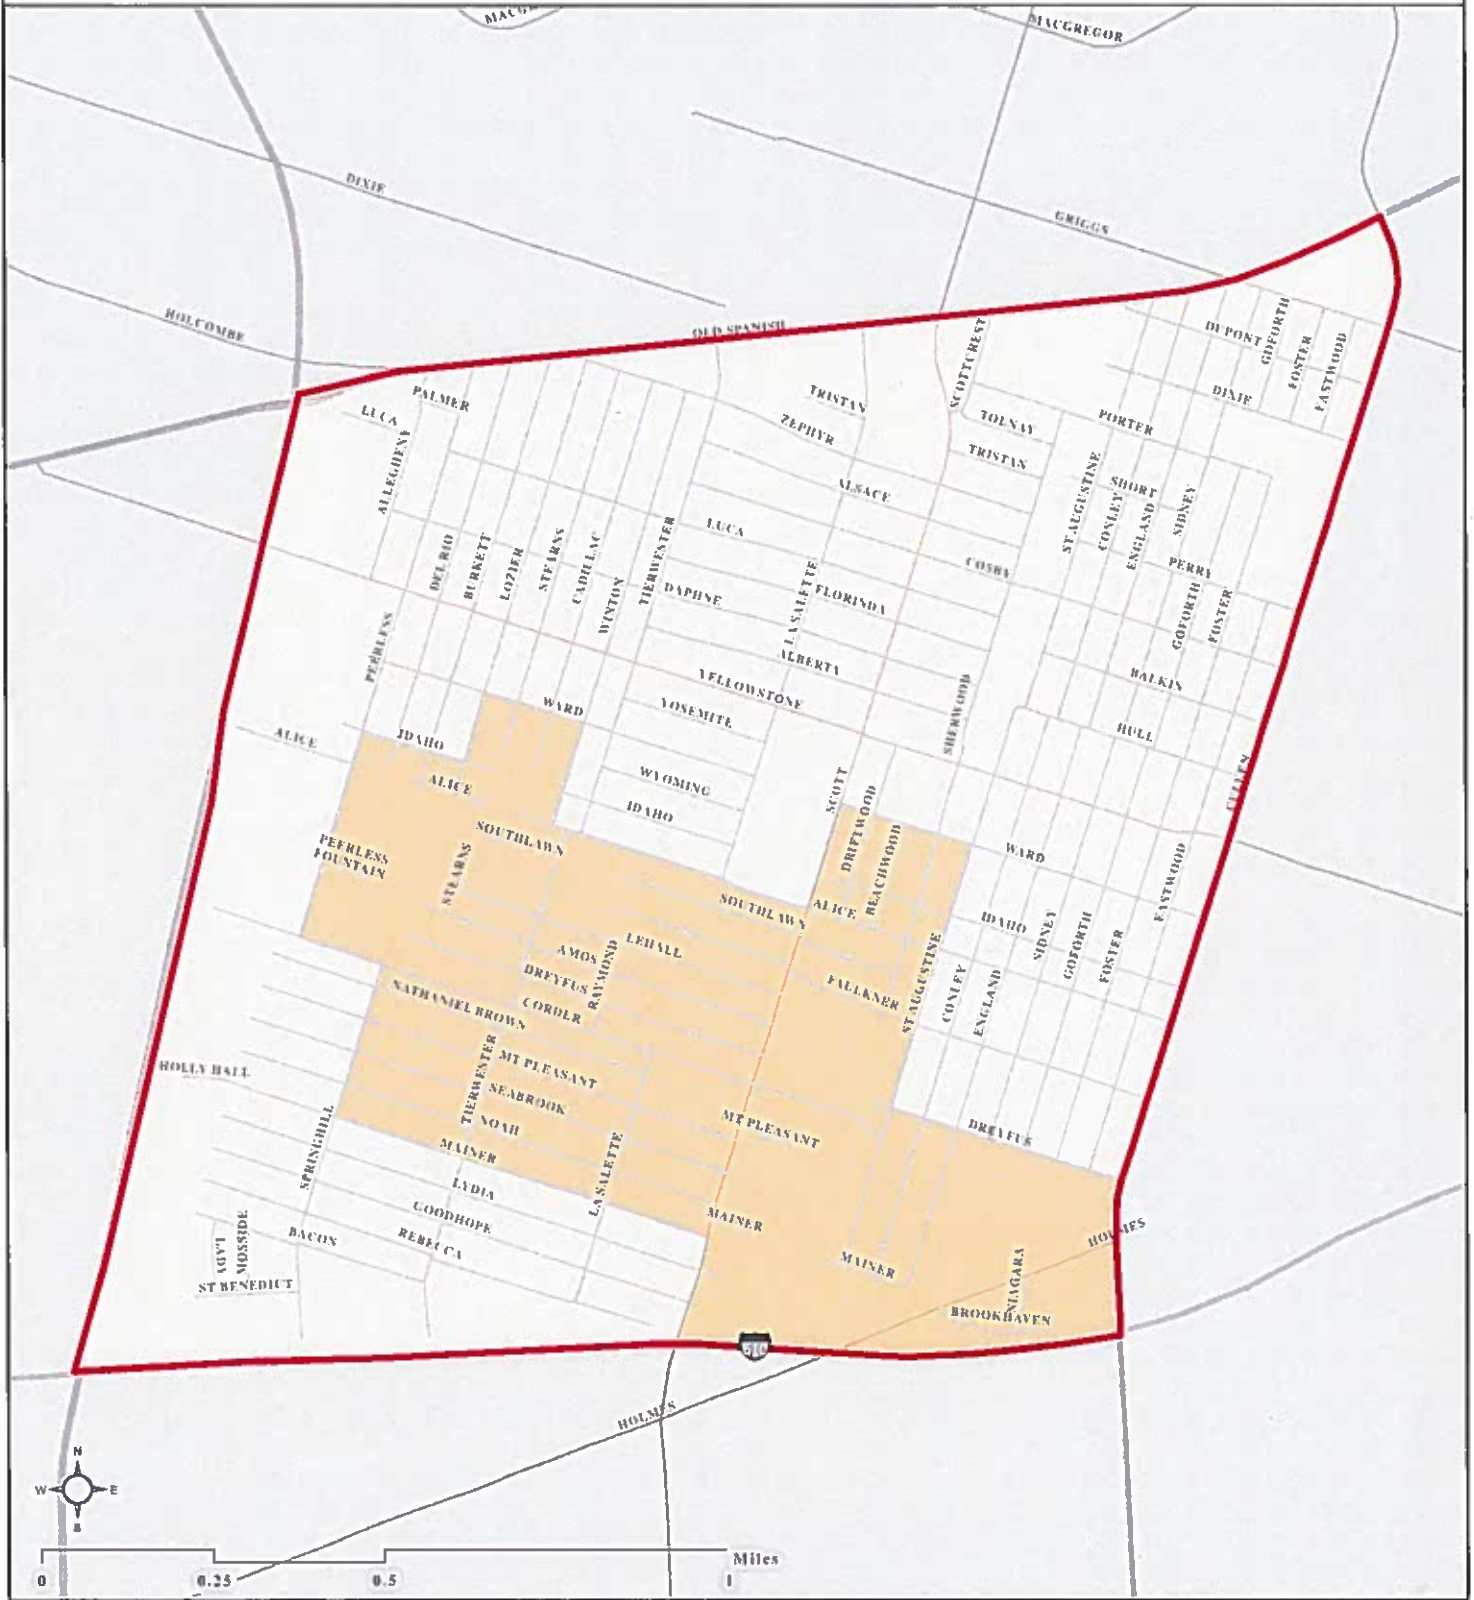 MACGREGOR
DIXIE
GRIGGS
HOLCOMBE
OLD SPANISH
SCOTTCREST
DUPONT
GOFORTH
FOSTER
EASTWOOD
PALMER
LUCA
ALLEGHENY
TRISTAN
ZEPHYR
TOLNAY
TRISTAN
PORTER
DIXIE
ALSACE
ST AUGUSTINE
SHORT
CONLEY
ENGLAND
SIDNEY
LUCA
DEL RIO
BURKETT
LOZIER
STEARNS
CADILLAC
WINTON
TIERWESTER
DAPHNE
LA SALETTE
FLORINDA
COSBY
PERRY
GOFORTH
FOSTER
PEERLESS
ALBERTA
YELLOWSTONE
BALKIN
WARD
YOSEMITE
SHERWOOD
HULL
ALICE
IDAHO
ALICE
WYOMING
IDAHO
SCOTT
DRIFTWOOD
BEACHWOOD
CULLEN
PEERLESS
FOUNTAIN
SOUTHLAWN
STEARNS
WARD
EASTWOOD
SOUTHLAWN
ALICE
IDAHO
SIDNEY
GOFORTH
FOSTER
AMOS
LEHALL
DREYFUS
RAYMOND
CORDER
FAULKNER
ST AUGUSTINE
CONLEY
ENGLAND
NATHANIEL BROWN
HOLLY HALL
TIERWESTER
MT PLEASANT
SEABROOK
NOAH
MAINER
MT PLEASANT
DREYFUS
SPRINGHILL
LYDIA
LA SALETTE
GOODHOPE
REBECCA
MAINER
HOLMES
MOSSIDE
BACON
ST BENEDICT
MAINER
NIAGARA
BROOKHAVEN
610
HOLMES
N
W E
S
Miles
0 0.25 0.5 1